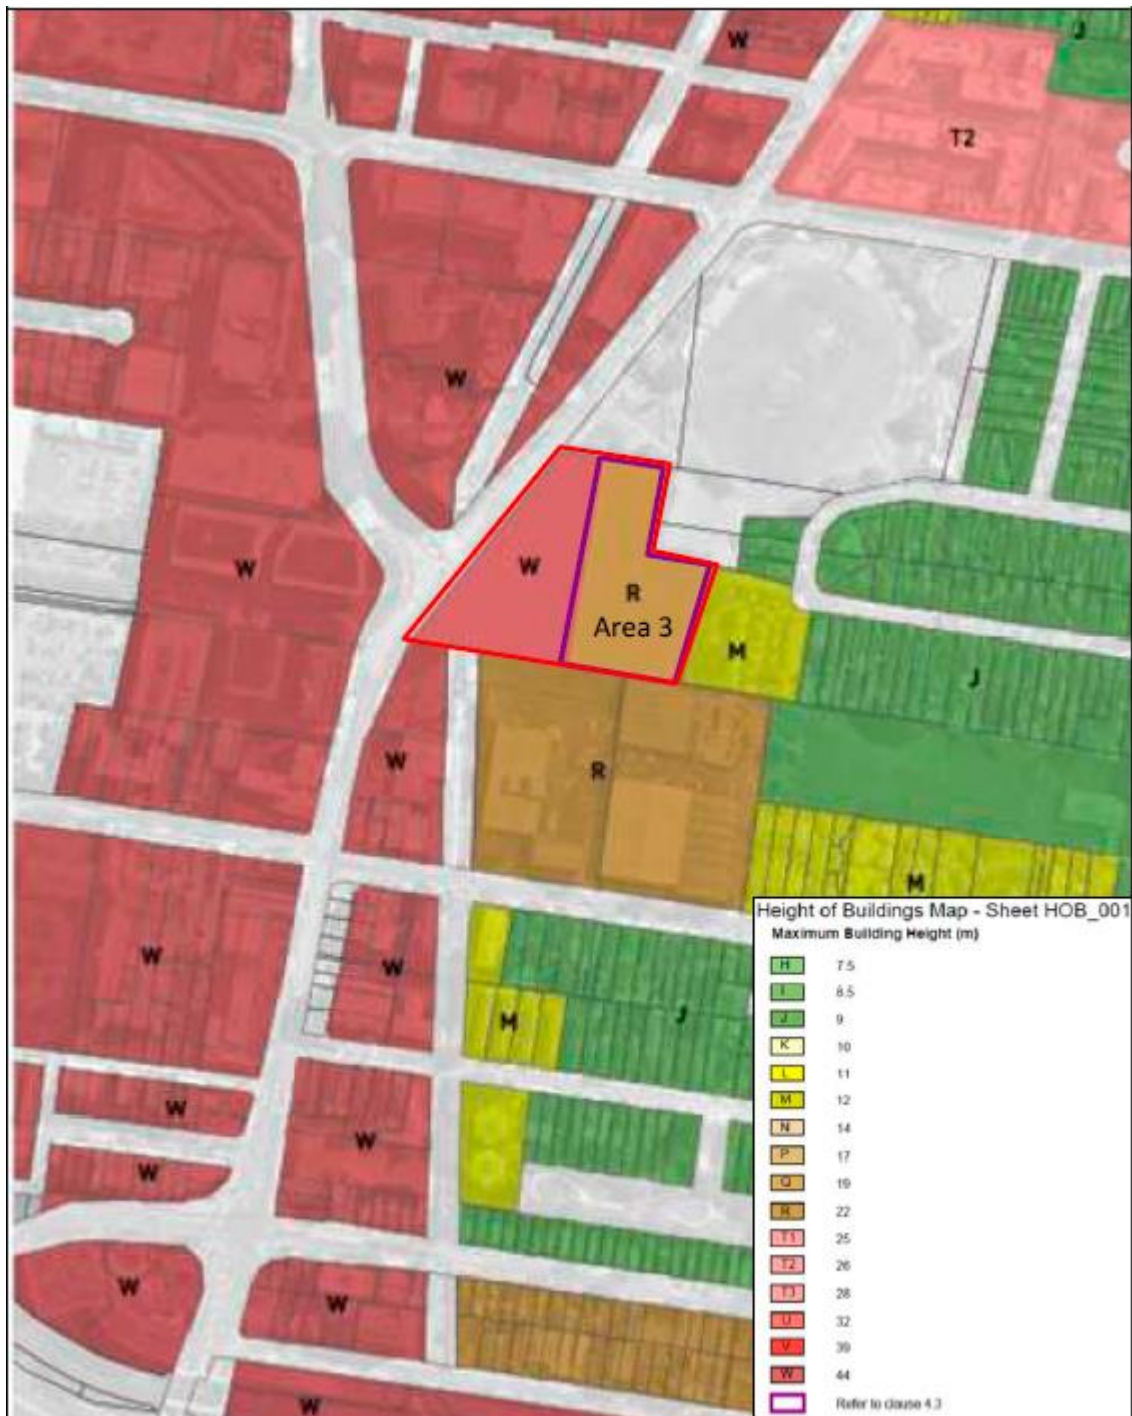 W
J
T2
W
W
W
R
Area 3
M
J
W
R
M
W
W
M
J
W
W
W
W
W
W
Height of Buildings Map - Sheet HOB_001
Maximum Building Height (m)
H 7.5
I 8.5
J 9
K 10
L 11
M 12
N 14
P 17
Q 19
R 22
T1 25
T2 26
T3 28
U 32
V 39
W 44
Refer to clause 4.3